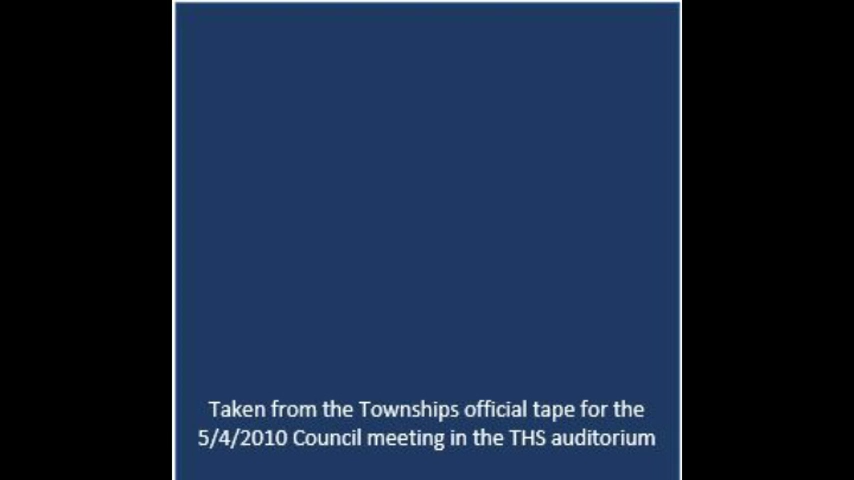 Taken from the Townships official tape for the
5/4/2010 Council meeting in the THS auditorium